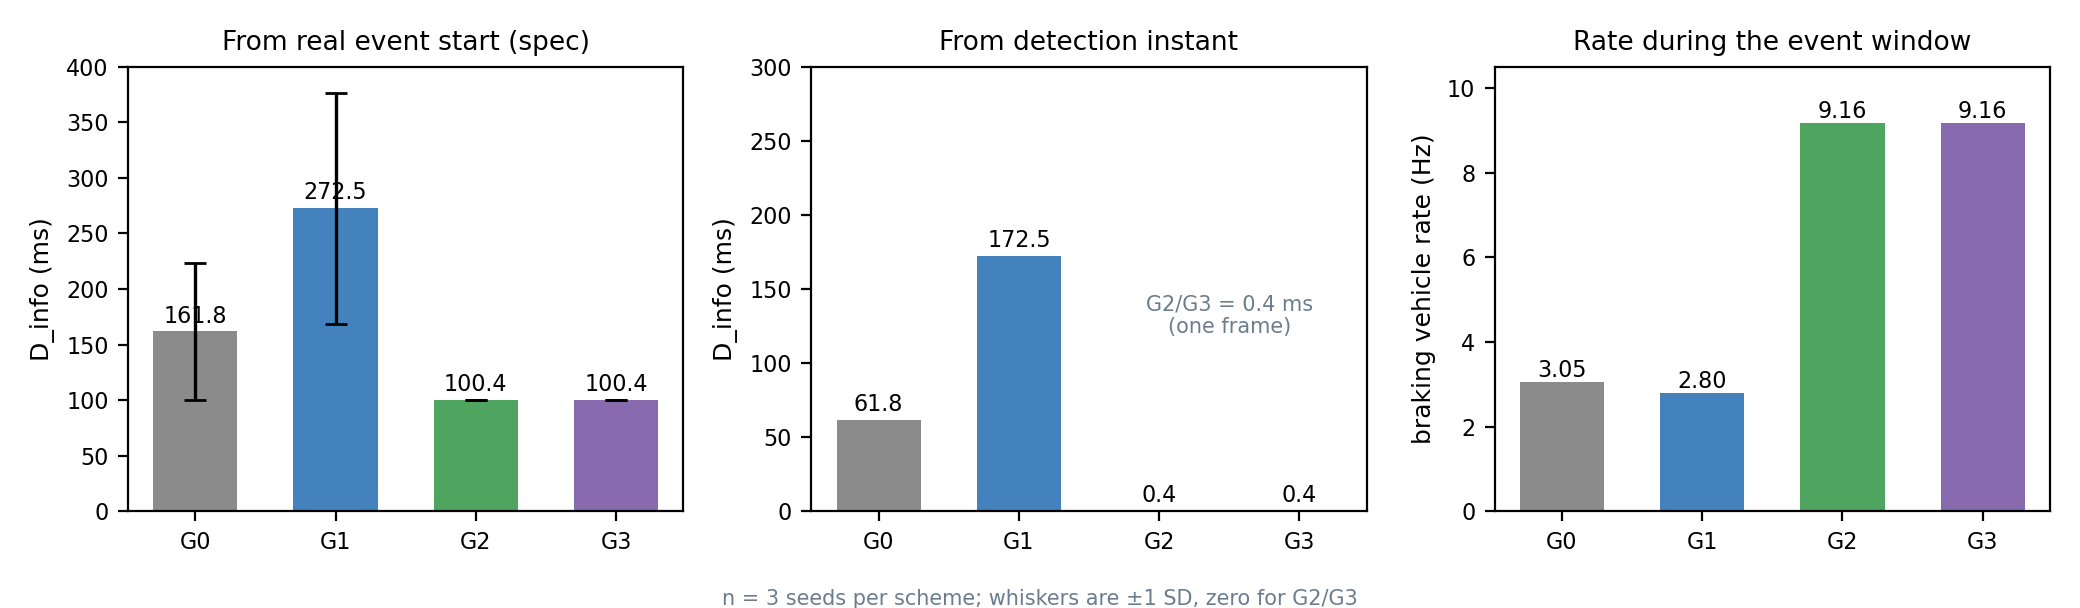 From real event start (spec)
From detection instant
Rate during the event window
D_info (ms)
400
350
300
250
200
150
100
50
0
161.8
272.5
100.4
100.4
G0
G1
G2
G3
D_info (ms)
300
250
200
150
100
50
0
61.8
172.5
0.4
0.4
G2/G3 = 0.4 ms
(one frame)
G0
G1
G2
G3
braking vehicle rate (Hz)
10
8
6
4
2
0
3.05
2.80
9.16
9.16
G0
G1
G2
G3
n = 3 seeds per scheme; whiskers are ±1 SD, zero for G2/G3